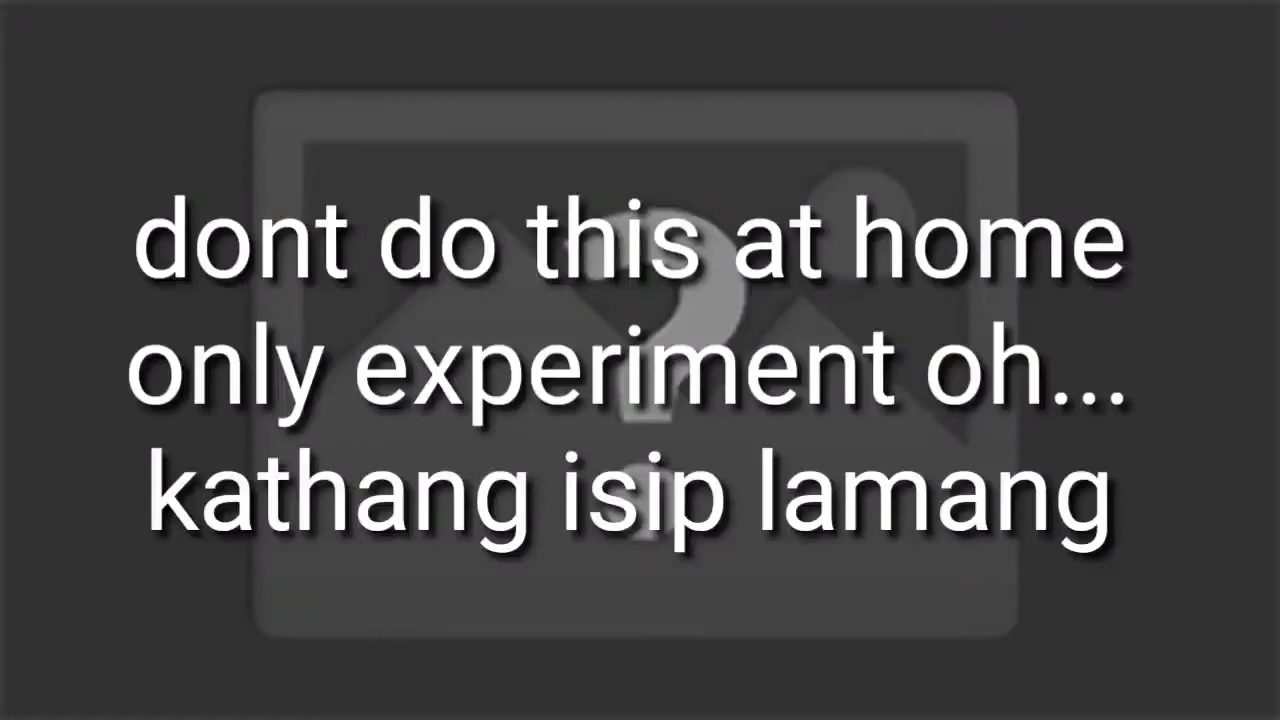 dont do this at home
only experiment oh...
kathang isip lamang